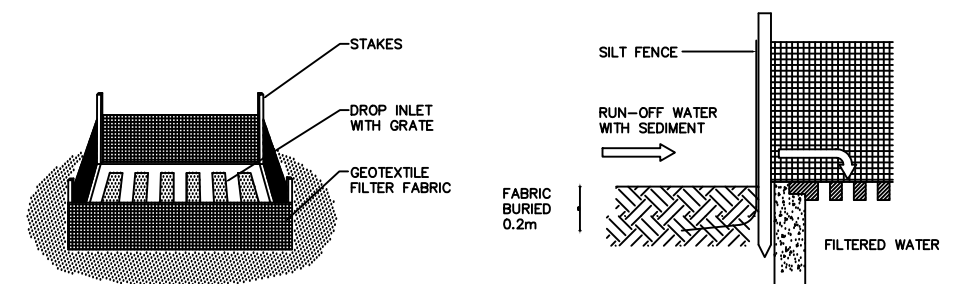 STAKES
DROP INLET
WITH GRATE
GEOTEXTILE
FILTER FABRIC
SILT FENCE
RUN-OFF WATER
WITH SEDIMENT
FABRIC
BURIED
0.2m
FILTERED WATER